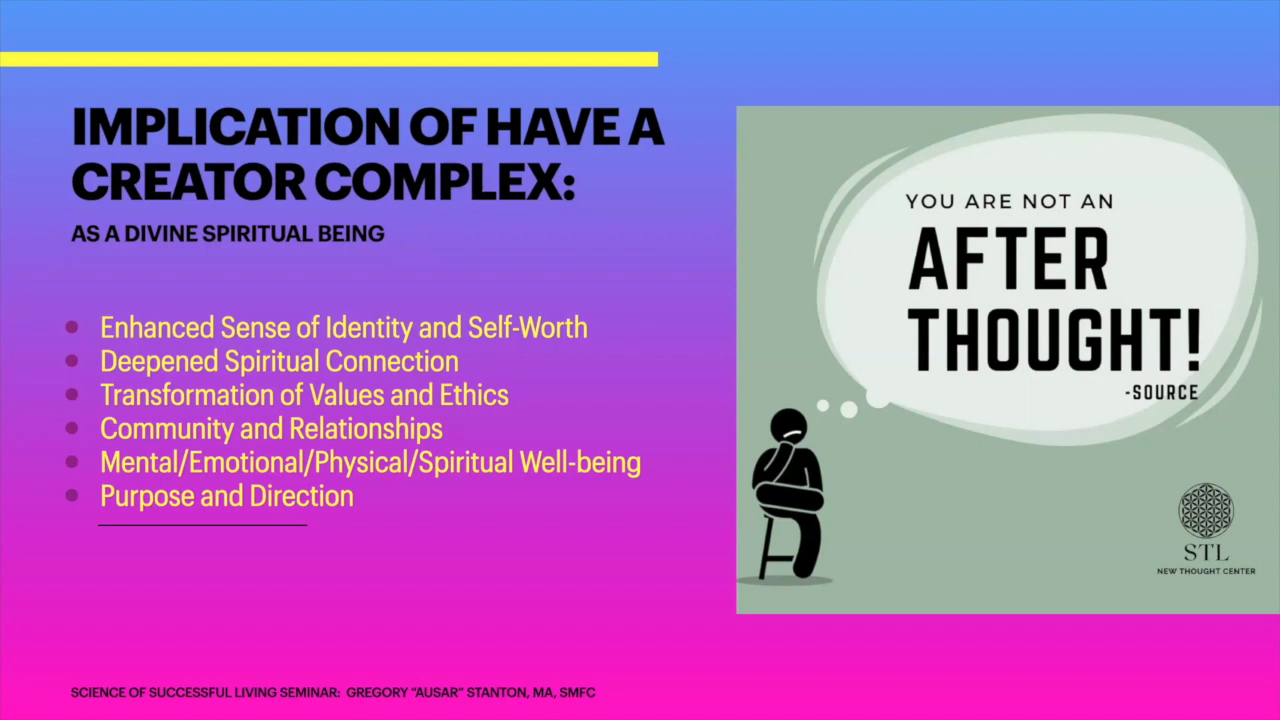 IMPLICATION OF HAVE A
CREATOR COMPLEX:
AS A DIVINE SPIRITUAL BEING
Enhanced Sense of Identity and Self-Worth
Deepened Spiritual Connection
Transformation of Values and Ethics
Community and Relationships
Mental/Emotional/Physical/Spiritual Well-being
Purpose and Direction
YOU ARE NOT AN
AFTER
THOUGHT!
-SOURCE
STL
NEW THOUGHT CENTER
SCIENCE OF SUCCESSFUL LIVING SEMINAR: GREGORY “AUSAR” STANTON, MA, SMFC